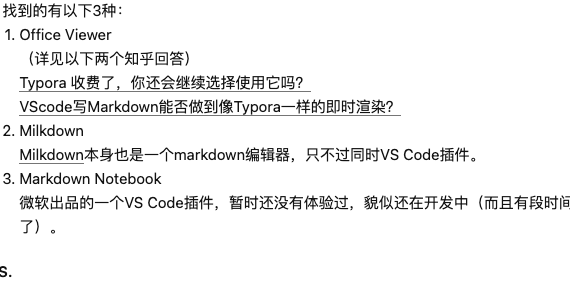 找到的有以下3种：
1. Office Viewer
（详见以下两个知乎回答）
Typora 收费了，你还会继续选择使用它吗？
VScode写Markdown能否做到像Typora一样的即时渲染？
2. Milkdown
Milkdown本身也是一个markdown编辑器，只不过同时VS Code插件。
3. Markdown Notebook
微软出品的一个VS Code插件，暂时还没有体验过，貌似还在开发中（而且有段时间
了）。
s.